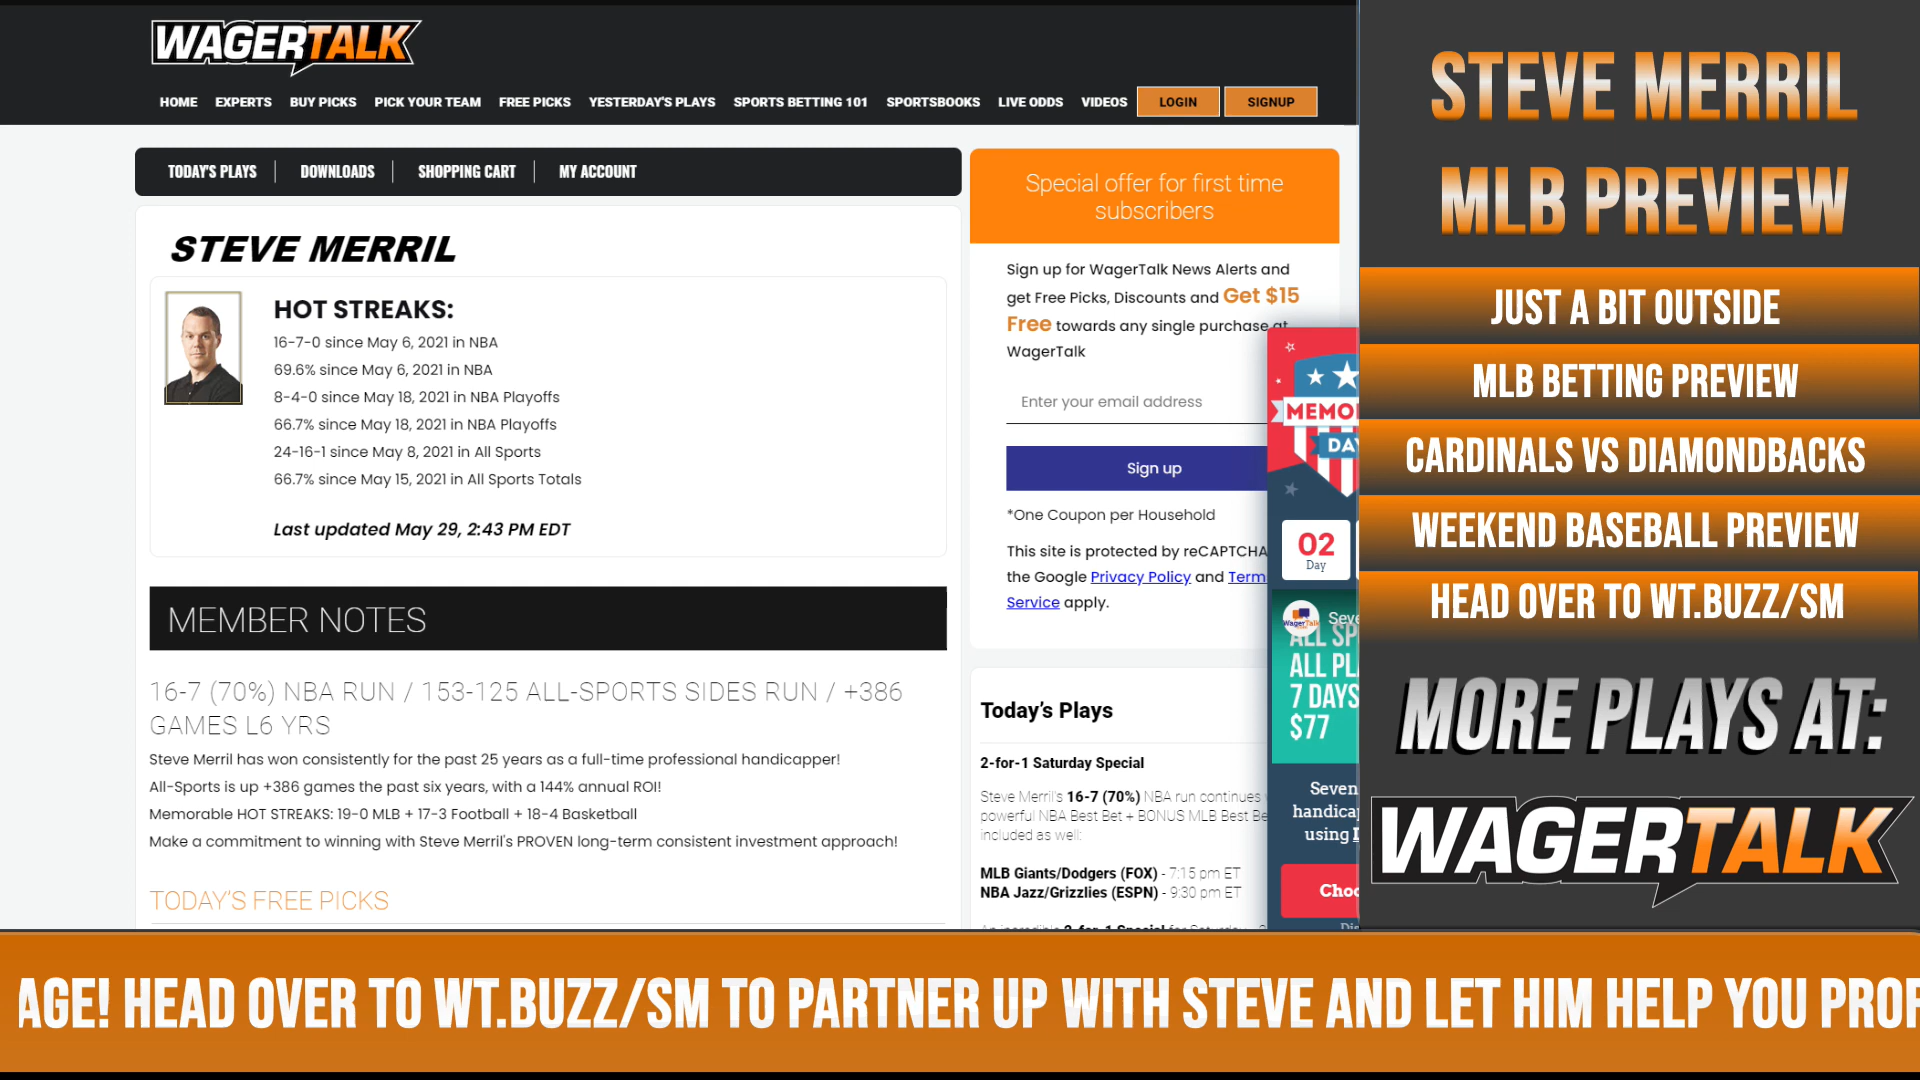 WAGERTALK
HOME EXPERTS BUY PICKS PICK YOUR TEAM FREE PICKS YESTERDAY'S PLAYS SPORTS BETTING 101 SPORTSBOOKS LIVE ODDS VIDEOS LOGIN SIGNUP
TODAY'S PLAYS DOWNLOADS SHOPPING CART MY ACCOUNT
STEVE MERRIL
HOT STREAKS:
16-7-0 since May 6, 2021 in NBA
69.6% since May 6, 2021 in NBA
8-4-0 since May 18, 2021 in NBA Playoffs
66.7% since May 18, 2021 in NBA Playoffs
24-16-1 since May 8, 2021 in All Sports
66.7% since May 15, 2021 in All Sports Totals
Last updated May 29, 2:43 PM EDT
MEMBER NOTES
16-7 (70%) NBA RUN / 153-125 ALL-SPORTS SIDES RUN / +386
GAMES L6 YRS
Steve Merril has won consistently for the past 25 years as a full-time professional handicapper!
All-Sports is up +386 games the past six years, with a 144% annual ROI!
Memorable HOT STREAKS: 19-0 MLB + 17-3 Football + 18-4 Basketball
Make a commitment to winning with Steve Merril's PROVEN long-term consistent investment approach!
TODAY'S FREE PICKS
Special offer for first time
subscribers
Sign up for WagerTalk News Alerts and
get Free Picks, Discounts and Get $15
Free towards any single purchase at
WagerTalk
Enter your email address
Sign up
*One Coupon per Household
This site is protected by reCAPTCHA
the Google Privacy Policy and Term
Service apply.
Today's Plays
2-for-1 Saturday Special
Steve Merril's 16-7 (70%) NBA run continues
powerful NBA Best Bet + BONUS MLB Best Be
included as well:
MLB Giants/Dodgers (FOX) - 7:15 pm ET
NBA Jazz/Grizzlies (ESPN) - 9:30 pm ET
MEMO
DA
02
Day
WagerTalk
Seve
ALL SP
ALL PL
7 DAYS
$77
Seven
handica
using
Choo
STEVE MERRIL
MLB PREVIEW
JUST A BIT OUTSIDE
MLB BETTING PREVIEW
CARDINALS VS DIAMONDBACKS
WEEKEND BASEBALL PREVIEW
HEAD OVER TO WT.BUZZ/SM
MORE PLAYS AT:
WAGERTALK
AGE! HEAD OVER TO WT.BUZZ/SM TO PARTNER UP WITH STEVE AND LET HIM HELP YOU PROF